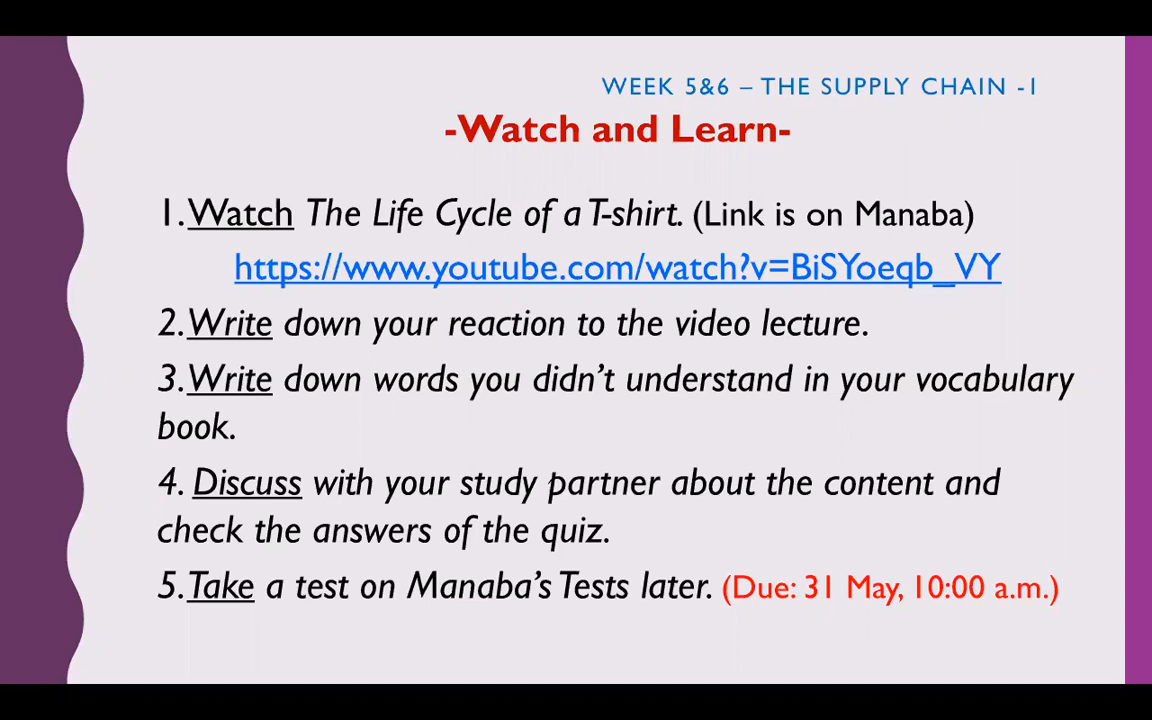 WEEK 5&6 – THE SUPPLY CHAIN -1
-Watch and Learn-
1.Watch The Life Cycle of a T-shirt. (Link is on Manaba)
https://www.youtube.com/watch?v=BiSYoeqb_VY
2.Write down your reaction to the video lecture.
3.Write down words you didn’t understand in your vocabulary
book.
4. Discuss with your study partner about the content and
check the answers of the quiz.
5.Take a test on Manaba’s Tests later. (Due: 31 May, 10:00 a.m.)